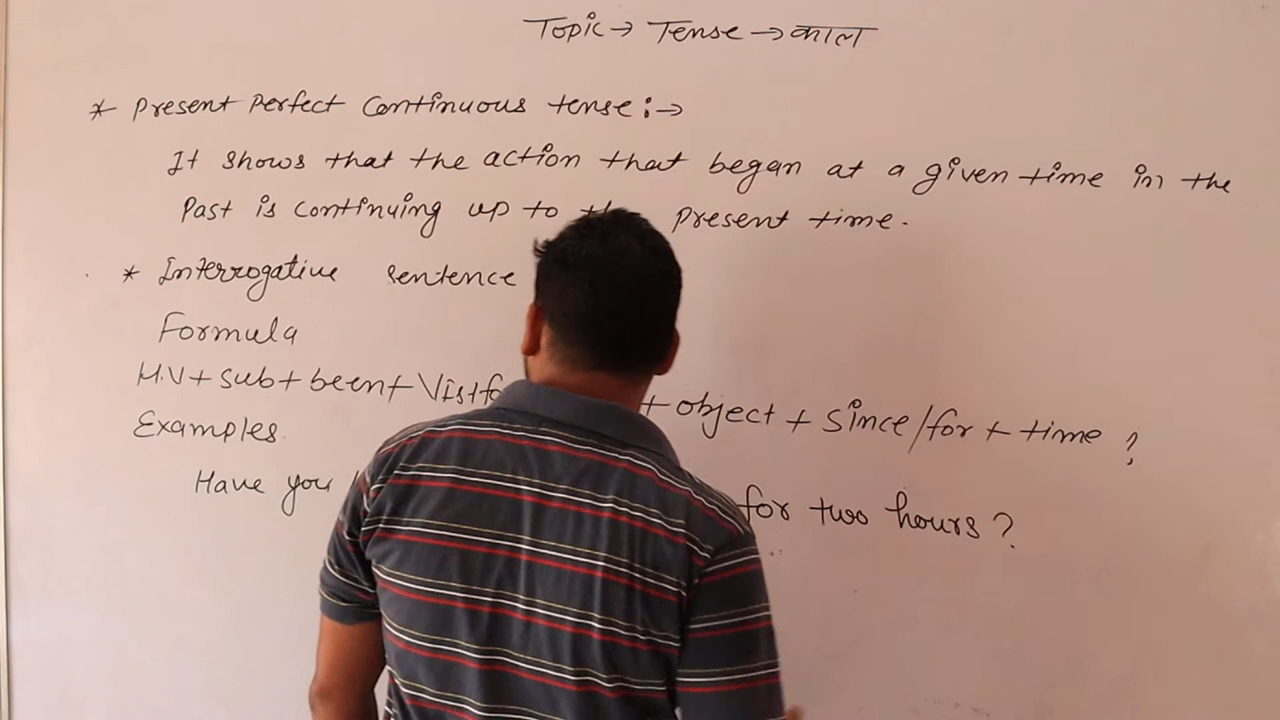 Topic → Tense → काल
* Present Perfect Continuous tense :→
It shows that the action that began at a given time in the
Past is continuing up to the present time.
* Interrogative sentence
Formula
H.V + Sub + been + V1st + object + Since/for + time ?
Examples.
Have you for two hours ?